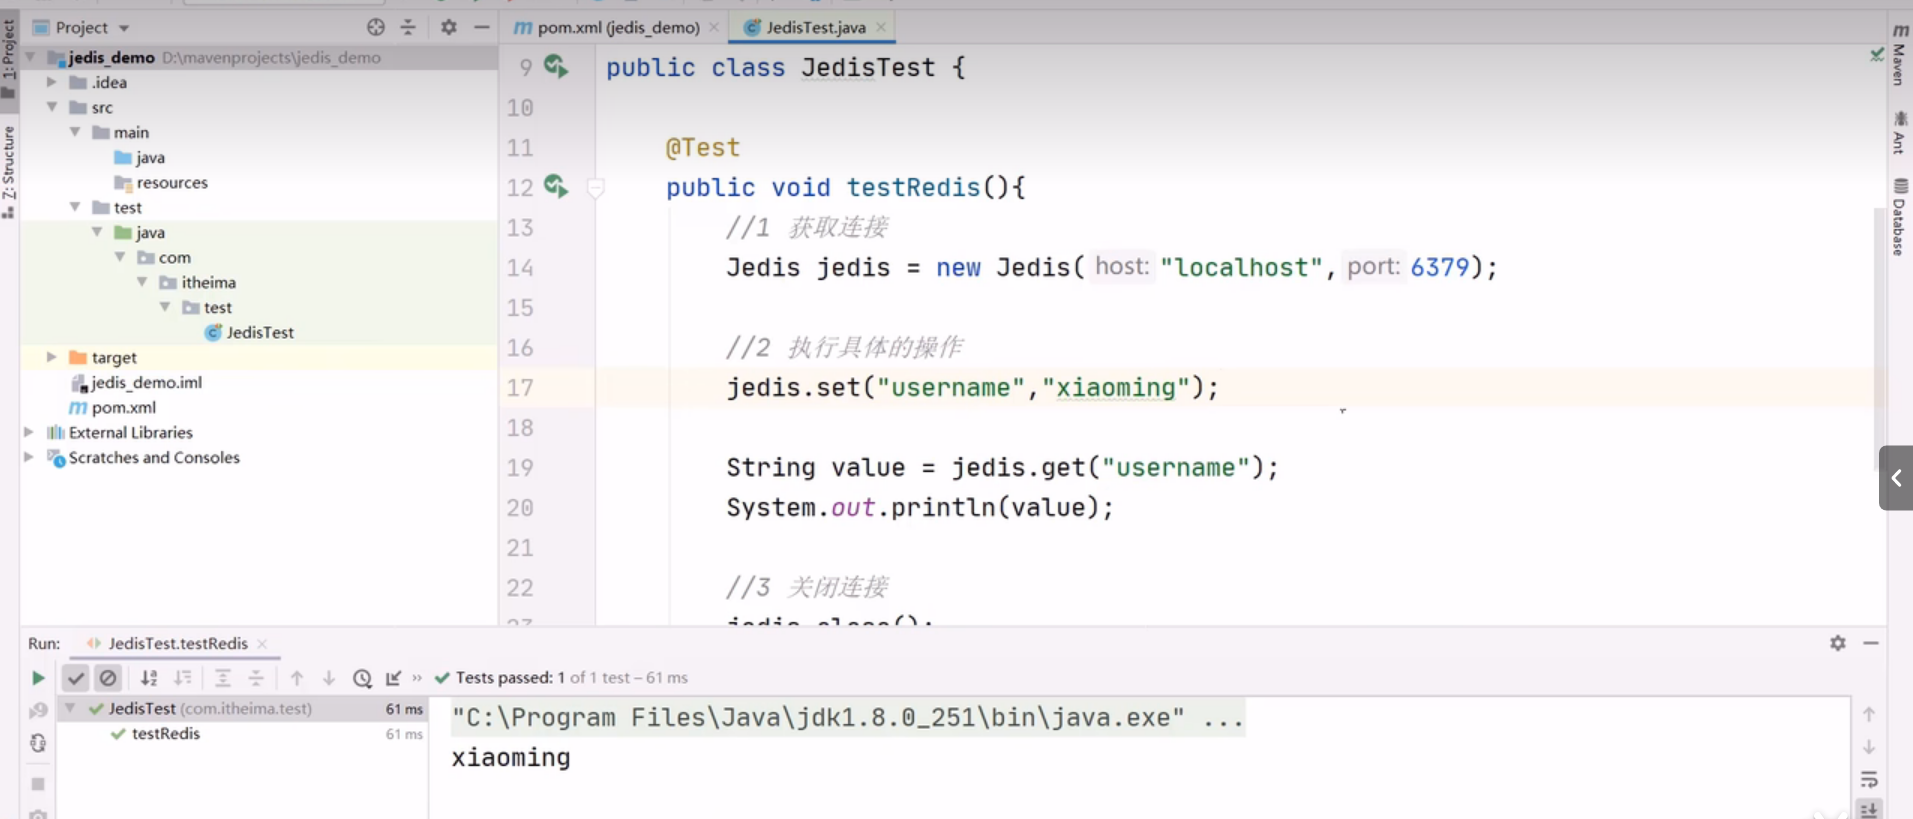 Project
pom.xml (jedis_demo)
JedisTest.java
1: Project
Z: Structure
jedis_demo D:\mavenprojects\jedis_demo
.idea
src
main
java
resources
test
java
com
itheima
test
JedisTest
target
jedis_demo.iml
pom.xml
External Libraries
Scratches and Consoles
9 public class JedisTest {
10
11 @Test
12 public void testRedis(){
13 //1 获取连接
14 Jedis jedis = new Jedis( host: "localhost", port: 6379);
15
16 //2 执行具体的操作
17 jedis.set("username","xiaoming");
18
19 String value = jedis.get("username");
20 System.out.println(value);
21
22 //3 关闭连接
23 jedis.close();
Maven
Ant
Database
Run: JedisTest.testRedis
Tests passed: 1 of 1 test – 61 ms
JedisTest (com.itheima.test) 61 ms
testRedis 61 ms
"C:\Program Files\Java\jdk1.8.0_251\bin\java.exe" ...
xiaoming